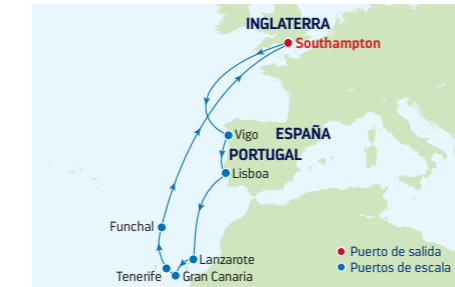 INGLATERRA
Southampton
Vigo
ESPAÑA
PORTUGAL
Lisboa
Funchal
Lanzarote
Tenerife
Gran Canaria
Puerto de salida
Puertos de escala